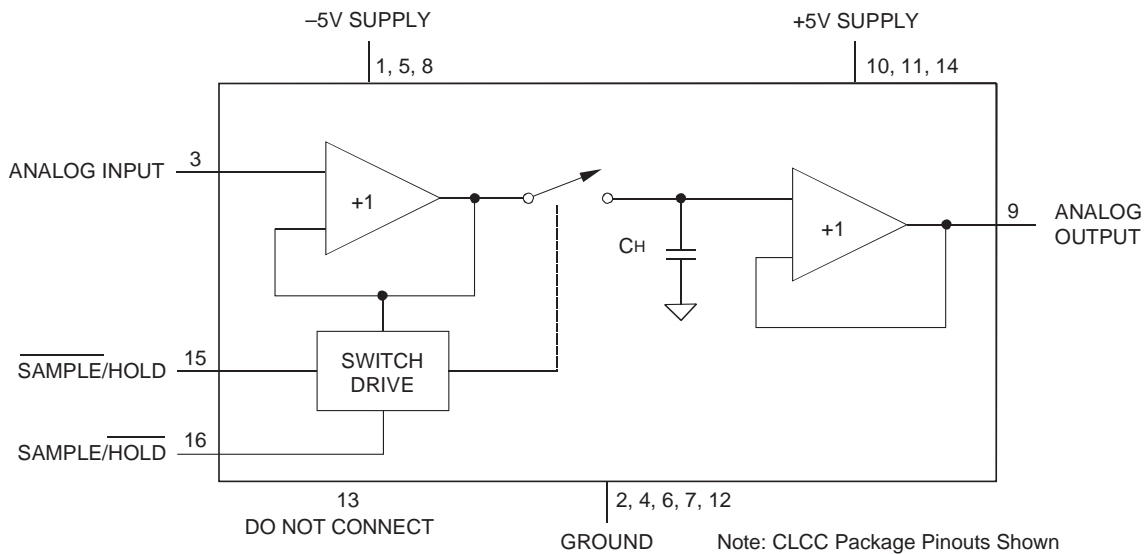 –5V SUPPLY
+5V SUPPLY
1, 5, 8
10, 11, 14
ANALOG INPUT
3
+1
+1
9
ANALOG
OUTPUT
CH
15
SAMPLE/HOLD
SWITCH
DRIVE
16
SAMPLE/HOLD
13
DO NOT CONNECT
2, 4, 6, 7, 12
GROUND
Note: CLCC Package Pinouts Shown